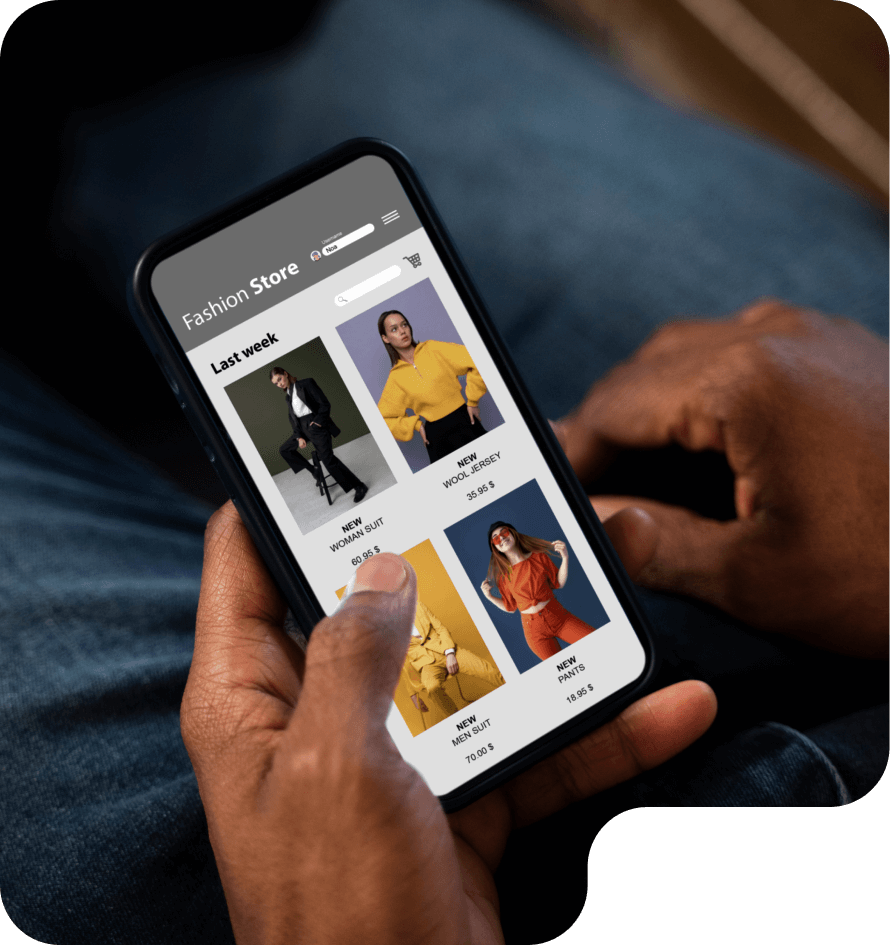 Username
Noa
Fashion Store
Last week
NEW
WOMAN SUIT
60.95 $
NEW
WOOL JERSEY
35.95 $
NEW
MEN SUIT
70.00 $
NEW
PANTS
18.95 $